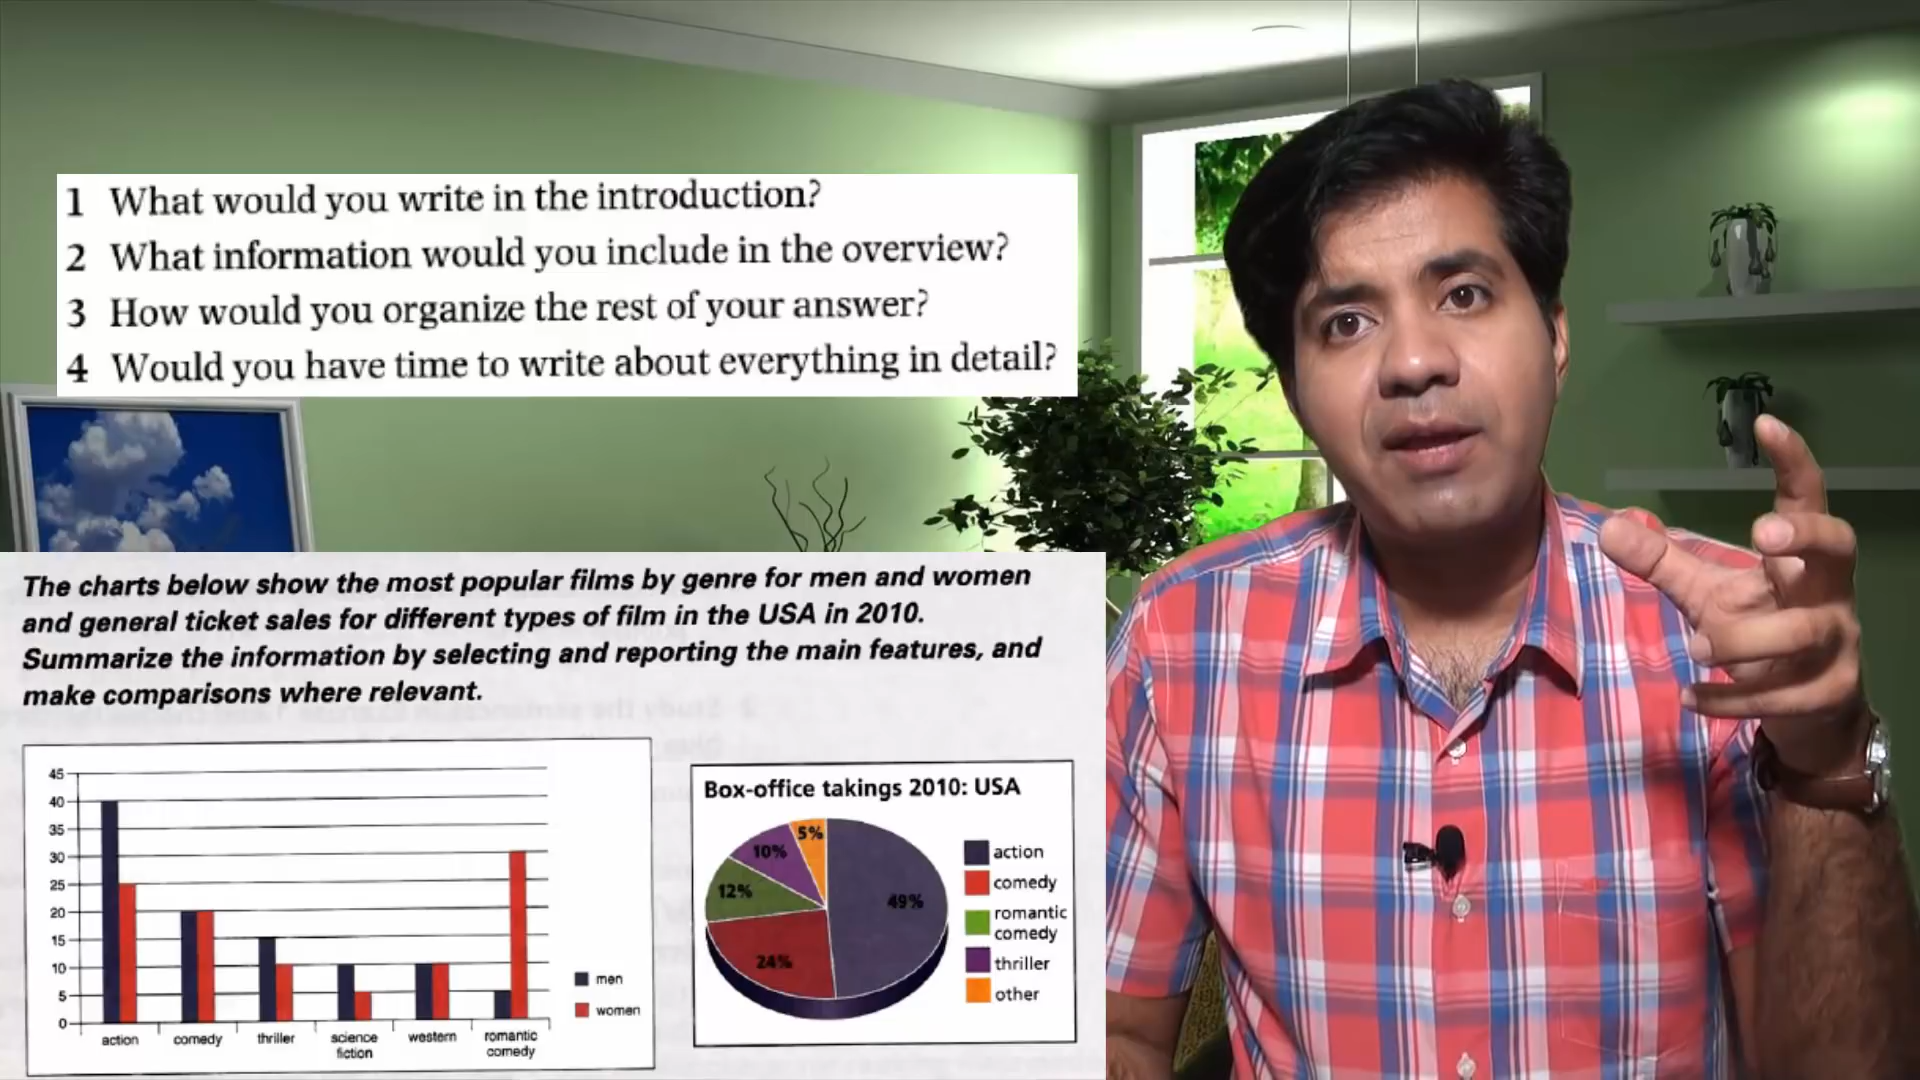 1 What would you write in the introduction?
2 What information would you include in the overview?
3 How would you organize the rest of your answer?
4 Would you have time to write about everything in detail?
The charts below show the most popular films by genre for men and women
and general ticket sales for different types of film in the USA in 2010.
Summarize the information by selecting and reporting the main features, and
make comparisons where relevant.
45
40
35
30
25
20
15
10
5
0
action
comedy
thriller
science
fiction
western
romantic
comedy
men
women
Box-office takings 2010: USA
5%
10%
12%
49%
24%
action
comedy
romantic
comedy
thriller
other